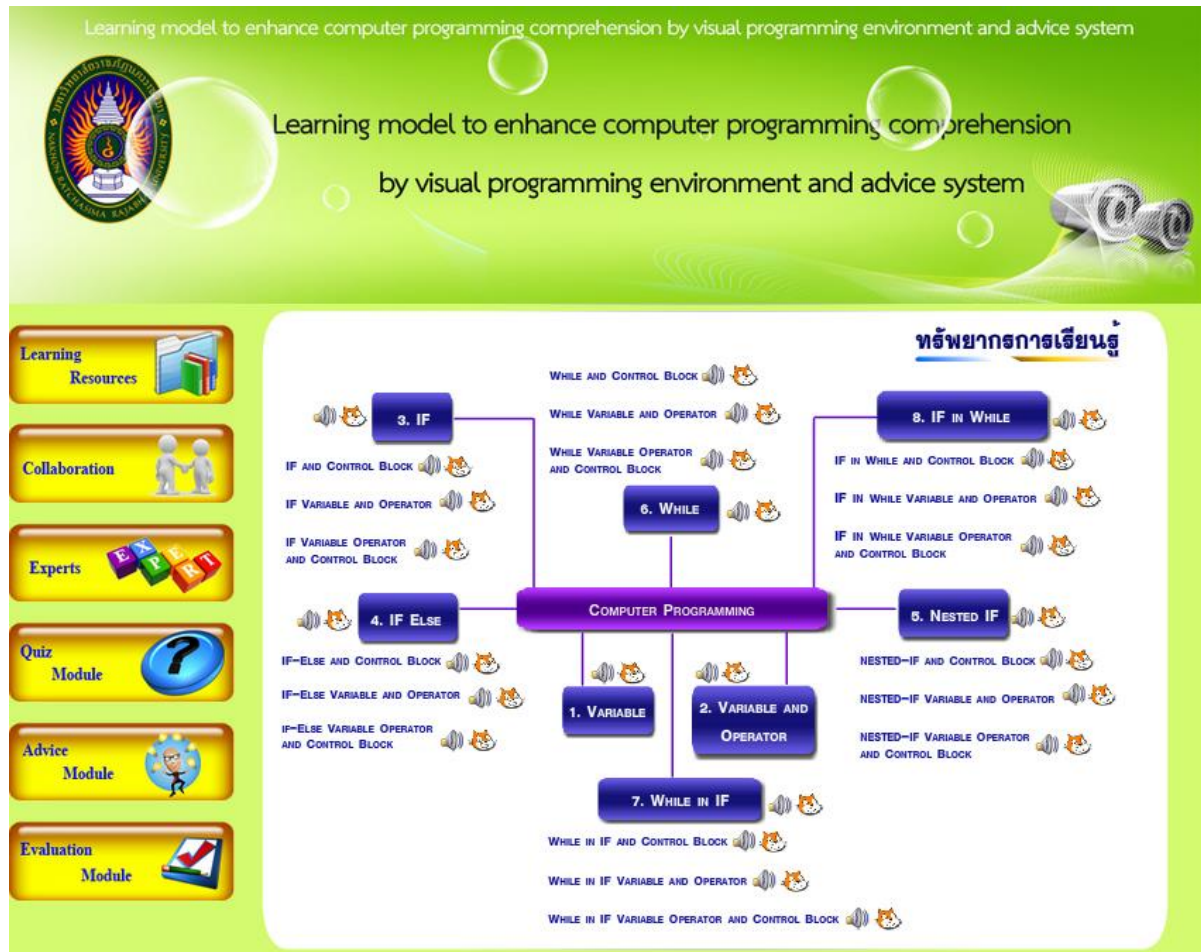 Learning model to enhance computer programming comprehension by visual programming environment and advice system
Learning model to enhance computer programming comprehension
by visual programming environment and advice system
NAKHON RATCHASIMA RAJABHAT UNIVERSITY
Learning
Resources
Collaboration
Experts
EXPERT
Quiz
Module
Advice
Module
Evaluation
Module
ทรัพยากรการเรียนรู้
3. IF
IF AND CONTROL BLOCK
IF VARIABLE AND OPERATOR
IF VARIABLE OPERATOR
AND CONTROL BLOCK
WHILE AND CONTROL BLOCK
WHILE VARIABLE AND OPERATOR
WHILE VARIABLE OPERATOR
AND CONTROL BLOCK
6. WHILE
8. IF IN WHILE
IF IN WHILE AND CONTROL BLOCK
IF IN WHILE VARIABLE AND OPERATOR
IF IN WHILE VARIABLE OPERATOR
AND CONTROL BLOCK
COMPUTER PROGRAMMING
4. IF ELSE
IF-ELSE AND CONTROL BLOCK
IF-ELSE VARIABLE AND OPERATOR
IF-ELSE VARIABLE OPERATOR
AND CONTROL BLOCK
1. VARIABLE
2. VARIABLE AND
OPERATOR
5. NESTED IF
NESTED-IF AND CONTROL BLOCK
NESTED-IF VARIABLE AND OPERATOR
NESTED-IF VARIABLE OPERATOR
AND CONTROL BLOCK
7. WHILE IN IF
WHILE IN IF AND CONTROL BLOCK
WHILE IN IF VARIABLE AND OPERATOR
WHILE IN IF VARIABLE OPERATOR AND CONTROL BLOCK